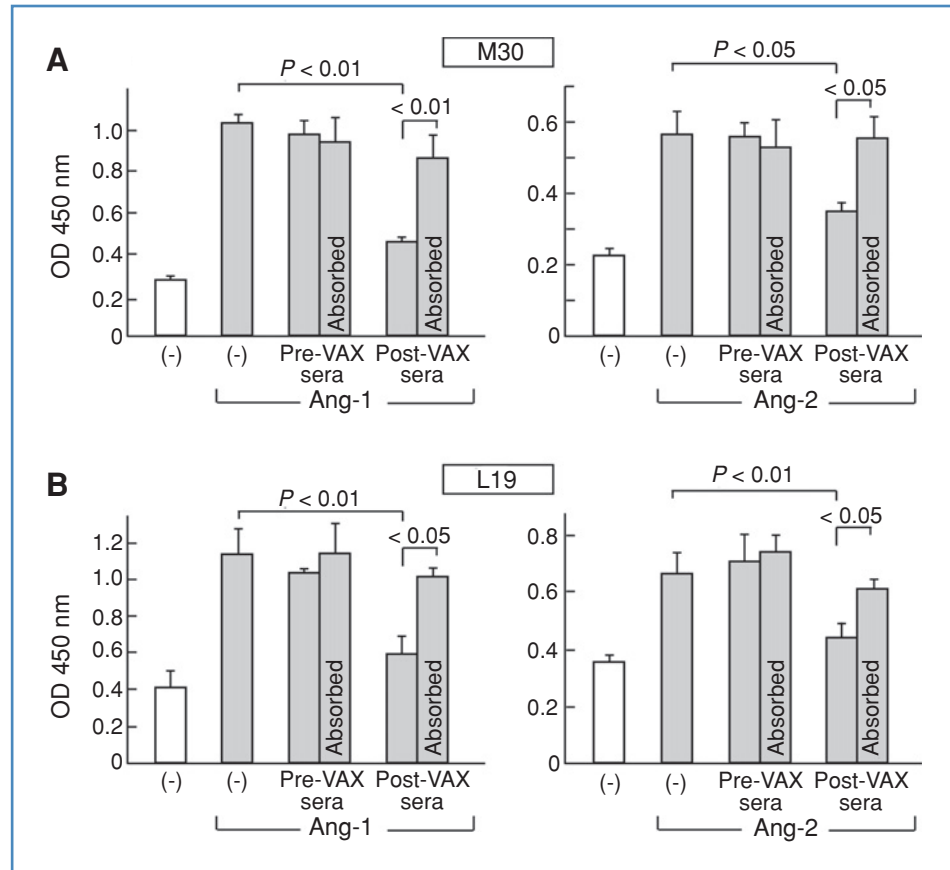 A
M30
P < 0.01
< 0.01
OD 450 nm
1.0
0.8
0.6
0.4
0.2
0
Absorbed
Absorbed
(-)
(-)
Pre-VAX
sera
Post-VAX
sera
Ang-1
P < 0.05
< 0.05
0.6
0.4
0.2
0
Absorbed
Absorbed
(-)
(-)
Pre-VAX
sera
Post-VAX
sera
Ang-2
B
L19
P < 0.01
< 0.05
OD 450 nm
1.2
1.0
0.8
0.6
0.4
0.2
0
Absorbed
Absorbed
(-)
(-)
Pre-VAX
sera
Post-VAX
sera
Ang-1
P < 0.01
< 0.05
0.8
0.6
0.4
0.2
0
Absorbed
Absorbed
(-)
(-)
Pre-VAX
sera
Post-VAX
sera
Ang-2